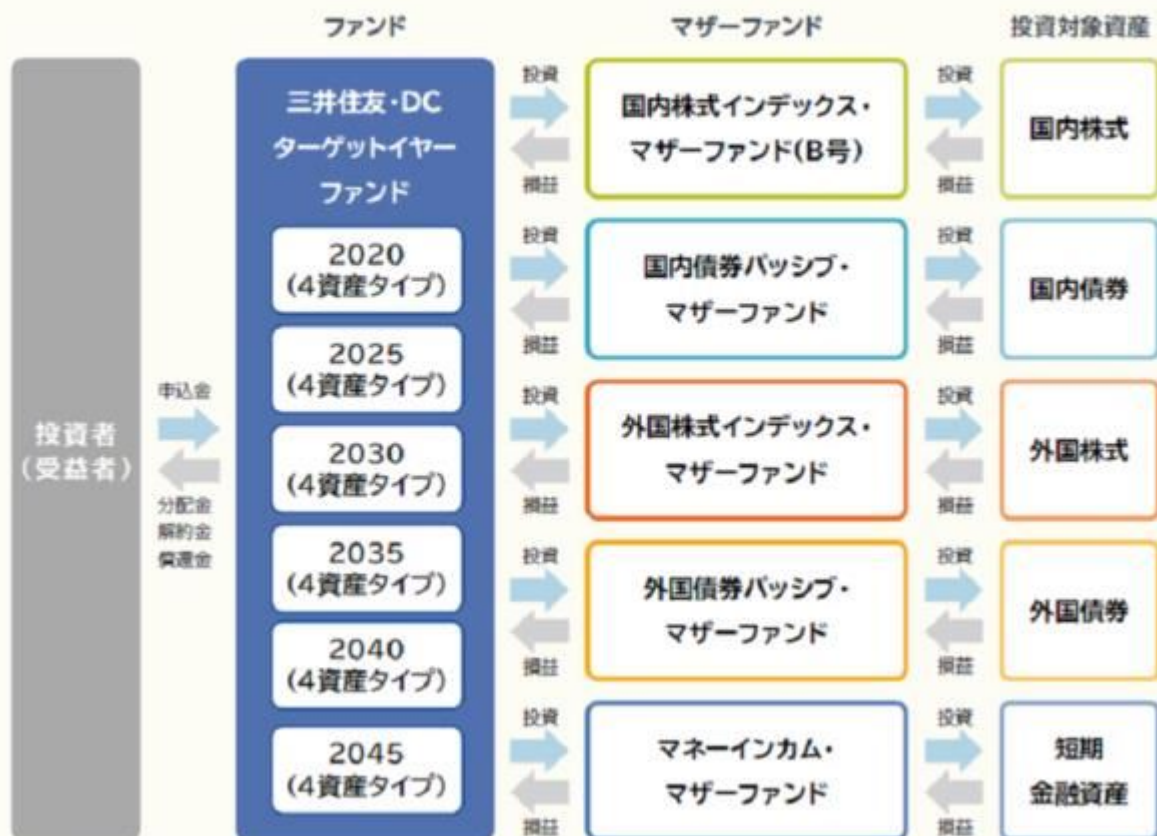 ファンド
マザーファンド
投資対象資産
投資者
(受益者)
申込金
分配金
解約金
償還金
三井住友・DC
ターゲットイヤー
ファンド
2020
(4資産タイプ)
2025
(4資産タイプ)
2030
(4資産タイプ)
2035
(4資産タイプ)
2040
(4資産タイプ)
2045
(4資産タイプ)
投資
損益
国内株式インデックス・
マザーファンド(B号)
投資
損益
国内株式
投資
損益
国内債券パッシブ・
マザーファンド
投資
損益
国内債券
投資
損益
外国株式インデックス・
マザーファンド
投資
損益
外国株式
投資
損益
外国債券パッシブ・
マザーファンド
投資
損益
外国債券
投資
損益
マネーインカム・
マザーファンド
投資
損益
短期
金融資産